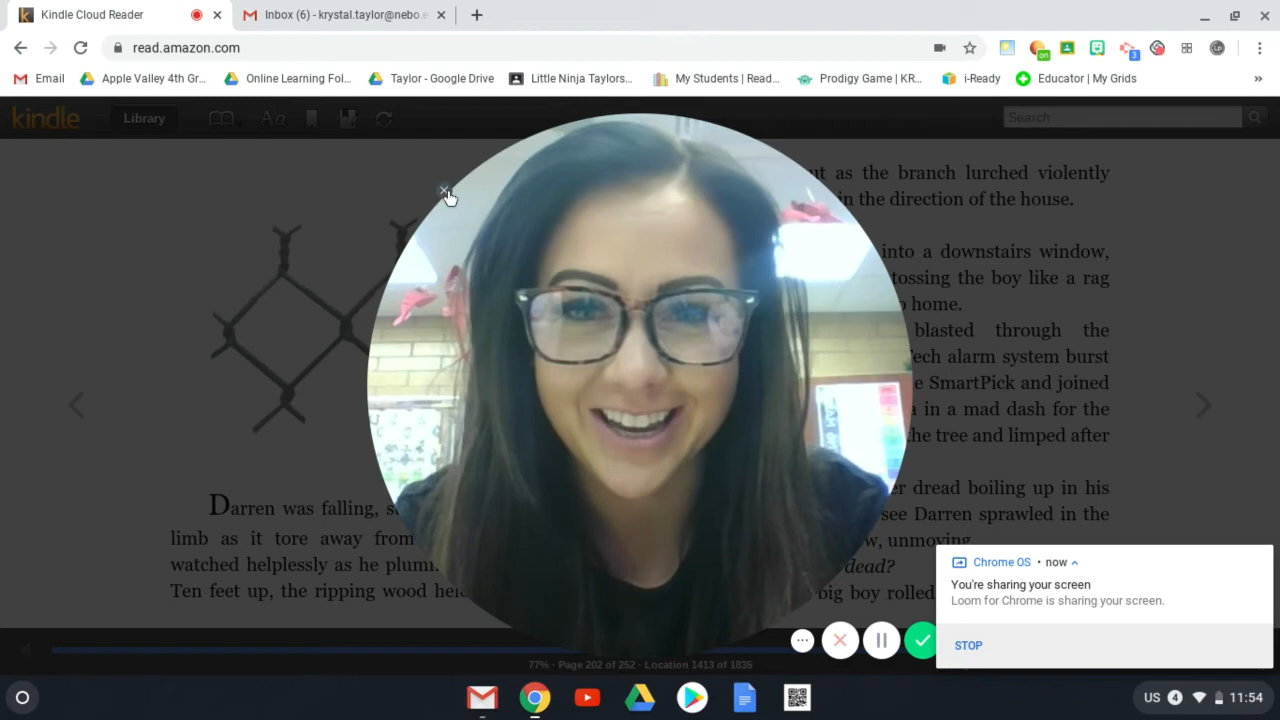 Kindle Cloud Reader
Inbox (6) - krystal.taylor@nebo.e
read.amazon.com
on
3
LP
Email
Apple Valley 4th Gr...
Online Learning Fol...
Taylor - Google Drive
Little Ninja Taylors...
My Students | Read...
Prodigy Game | KR...
i-Ready
Educator | My Grids
»
kindle
Library
Aa
Search
ut as the branch lurched violently
in the direction of the house.
into a downstairs window,
tossing the boy like a rag
home.
blasted through the
Tech alarm system burst
SmartPick and joined
a in a mad dash for the
the tree and limped after
Darren was falling, s
limb as it tore away from
watched helplessly as he plum
Ten feet up, the ripping wood hel
er dread boiling up in his
see Darren sprawled in the
w, unmoving.
dead?
big boy rolled
77% · Page 202 of 252 · Location 1413 of 1835
Chrome OS • now
You're sharing your screen
Loom for Chrome is sharing your screen.
STOP
US 4 11:54